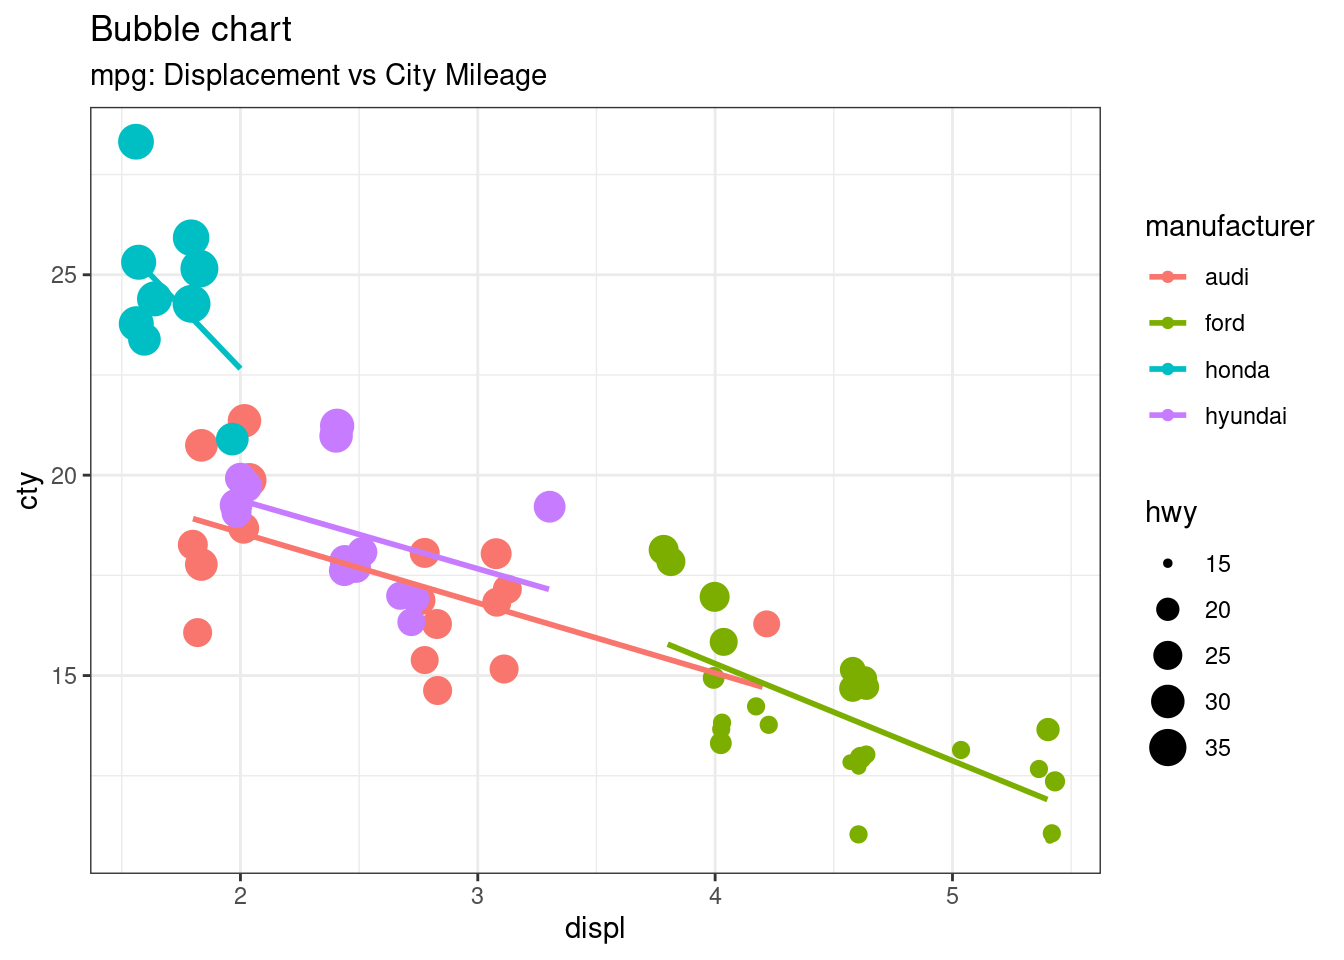 Bubble chart
mpg: Displacement vs City Mileage
25
20
15
cty
2 3 4 5
displ
manufacturer
audi
ford
honda
hyundai
hwy
15
20
25
30
35